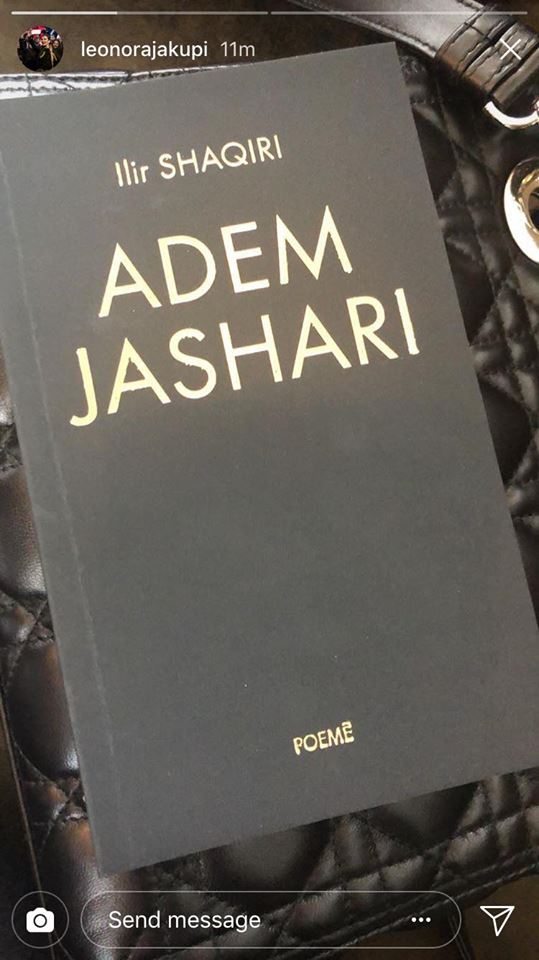 leonorajakupi 11m
Ilir SHAQIRI
ADEM
JASHARI
POEMË
Send message